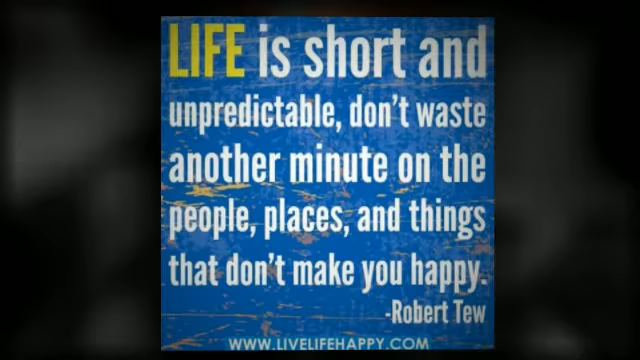 LIFE is short and
unpredictable, don't waste
another minute on the
people, places, and things
that don't make you happy.
-Robert Tew
WWW.LIVELIFEHAPPY.COM